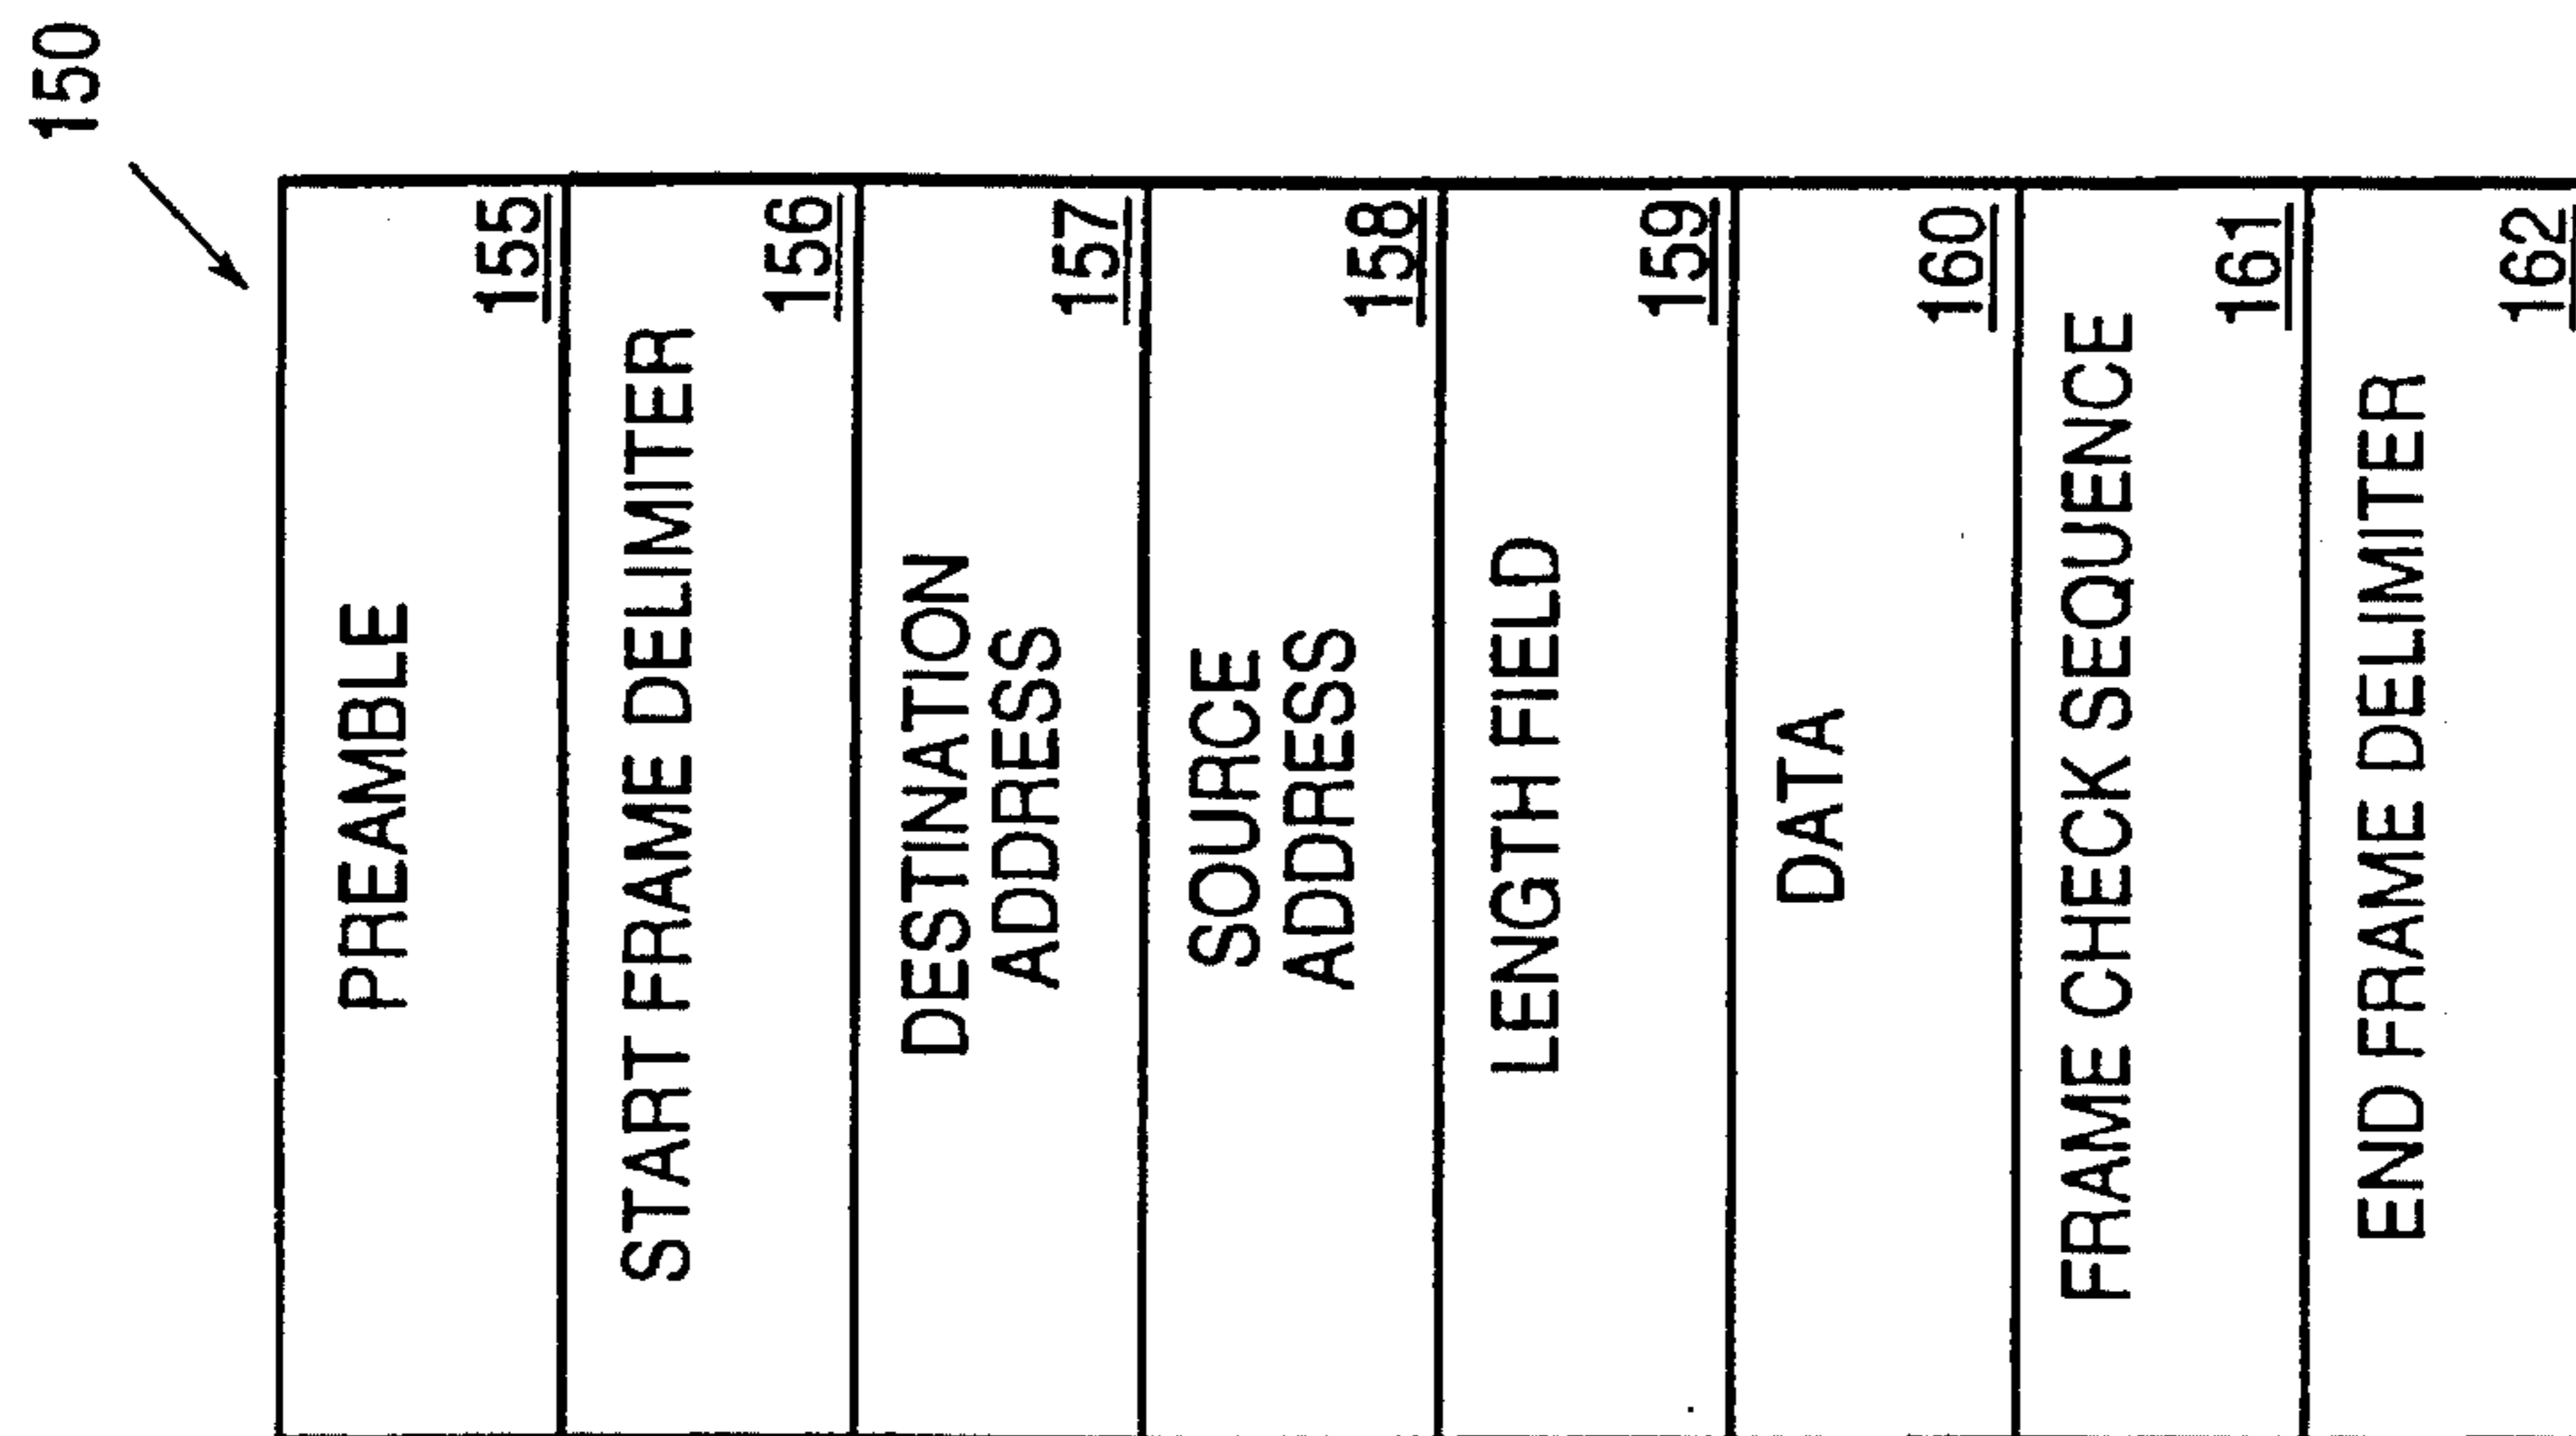 150
PREAMBLE
155
START FRAME DELIMITER
156
DESTINATION
ADDRESS
157
SOURCE
ADDRESS
158
LENGTH FIELD
159
DATA
160
FRAME CHECK SEQUENCE
161
END FRAME DELIMITER
162